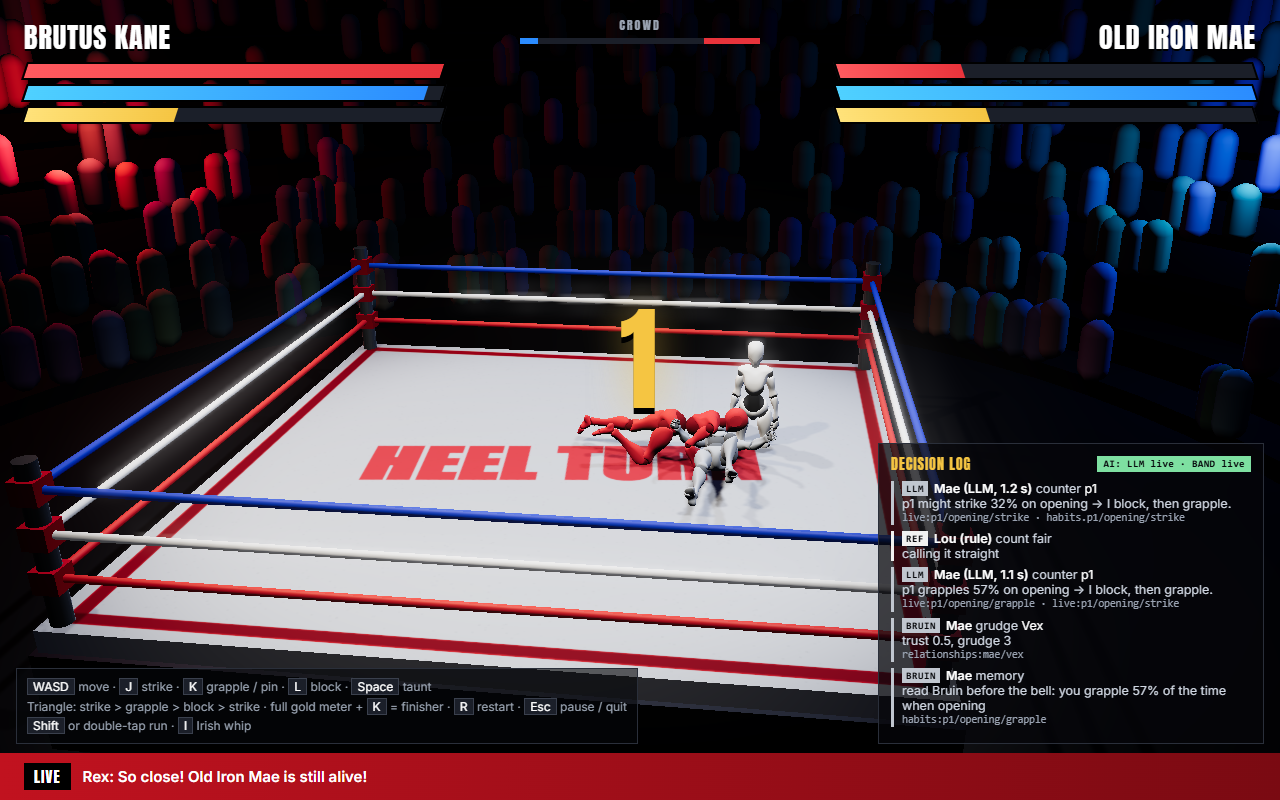 BRUTUS KANE
CROWD
OLD IRON MAE
1
HEEL TURN
DECISION LOG
AI: LLM live · BAND live
LLM Mae (LLM, 1.2 s) counter p1
p1 might strike 32% on opening → I block, then grapple.
live:p1/opening/strike · habits.p1/opening/strike
REF Lou (rule) count fair
calling it straight
LLM Mae (LLM, 1.1 s) counter p1
p1 grapples 57% on opening → I block, then grapple.
live:p1/opening/grapple · live:p1/opening/strike
BRUIN Mae grudge Vex
trust 0.5, grudge 3
relationships:mae/vex
BRUIN Mae memory
read Bruin before the bell: you grapple 57% of the time
when opening
habits:p1/opening/grapple
WASD move · J strike · K grapple / pin · L block · Space taunt
Triangle: strike > grapple > block > strike · full gold meter + K = finisher · R restart · Esc pause / quit
Shift or double-tap run · I Irish whip
LIVE Rex: So close! Old Iron Mae is still alive!